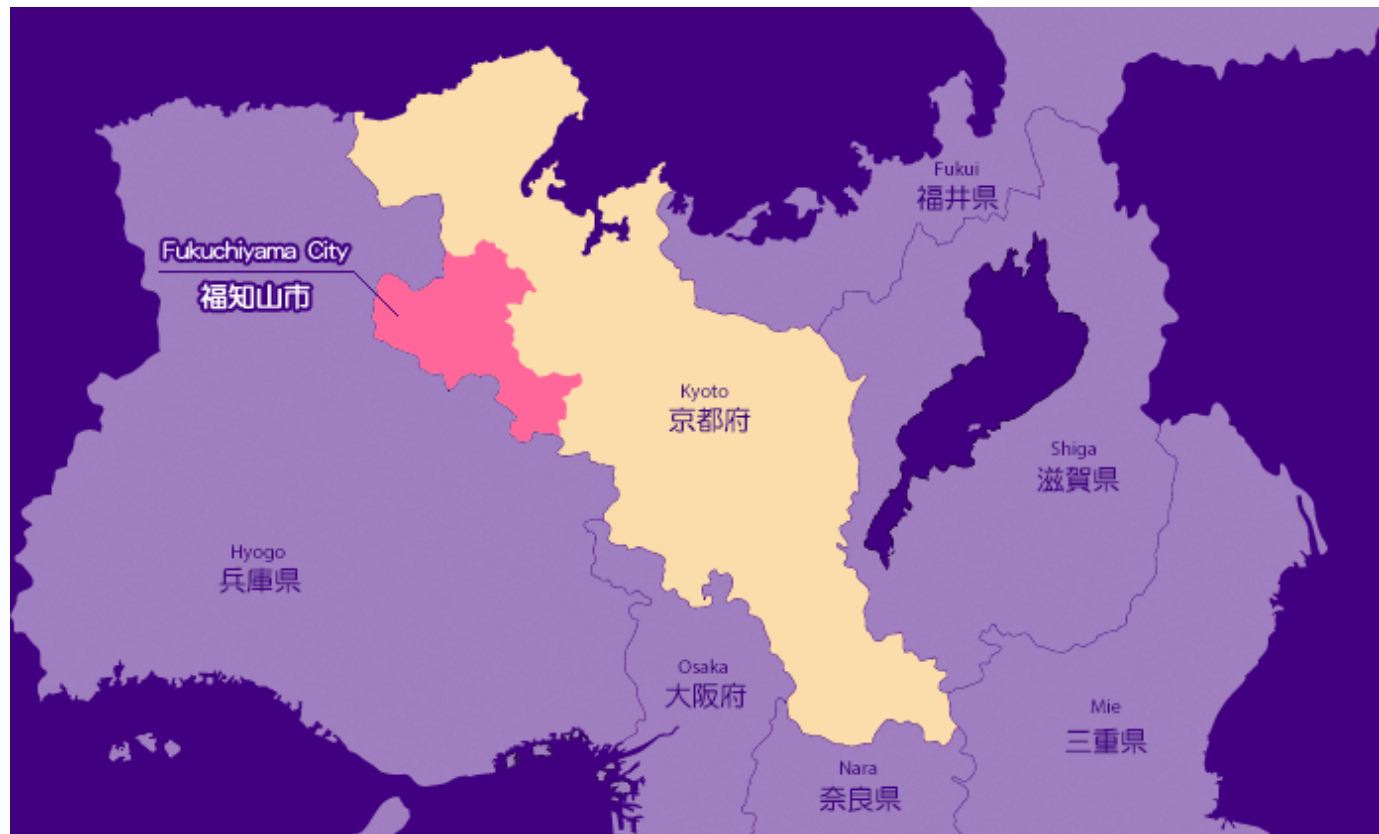 Fukui
福井県
Fukuchiyama City
福知山市
Kyoto
京都府
Shiga
滋賀県
Hyogo
兵庫県
Osaka
大阪府
Mie
三重県
Nara
奈良県